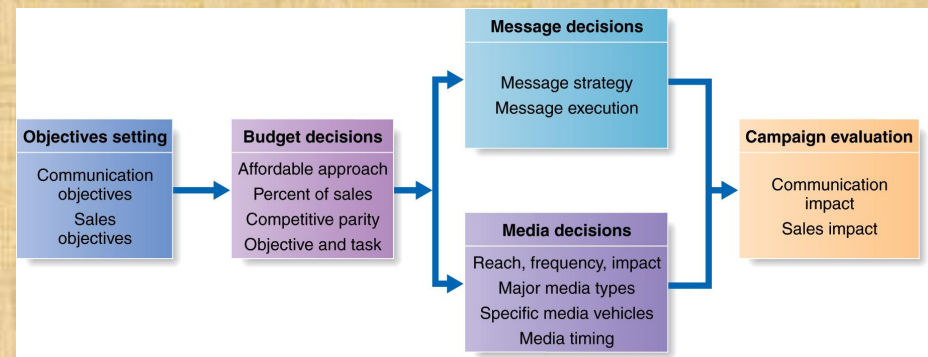 Objectives setting
Communication
objectives
Sales
objectives
Budget decisions
Affordable approach
Percent of sales
Competitive parity
Objective and task
Message decisions
Message strategy
Message execution
Media decisions
Reach, frequency, impact
Major media types
Specific media vehicles
Media timing
Campaign evaluation
Communication
impact
Sales impact